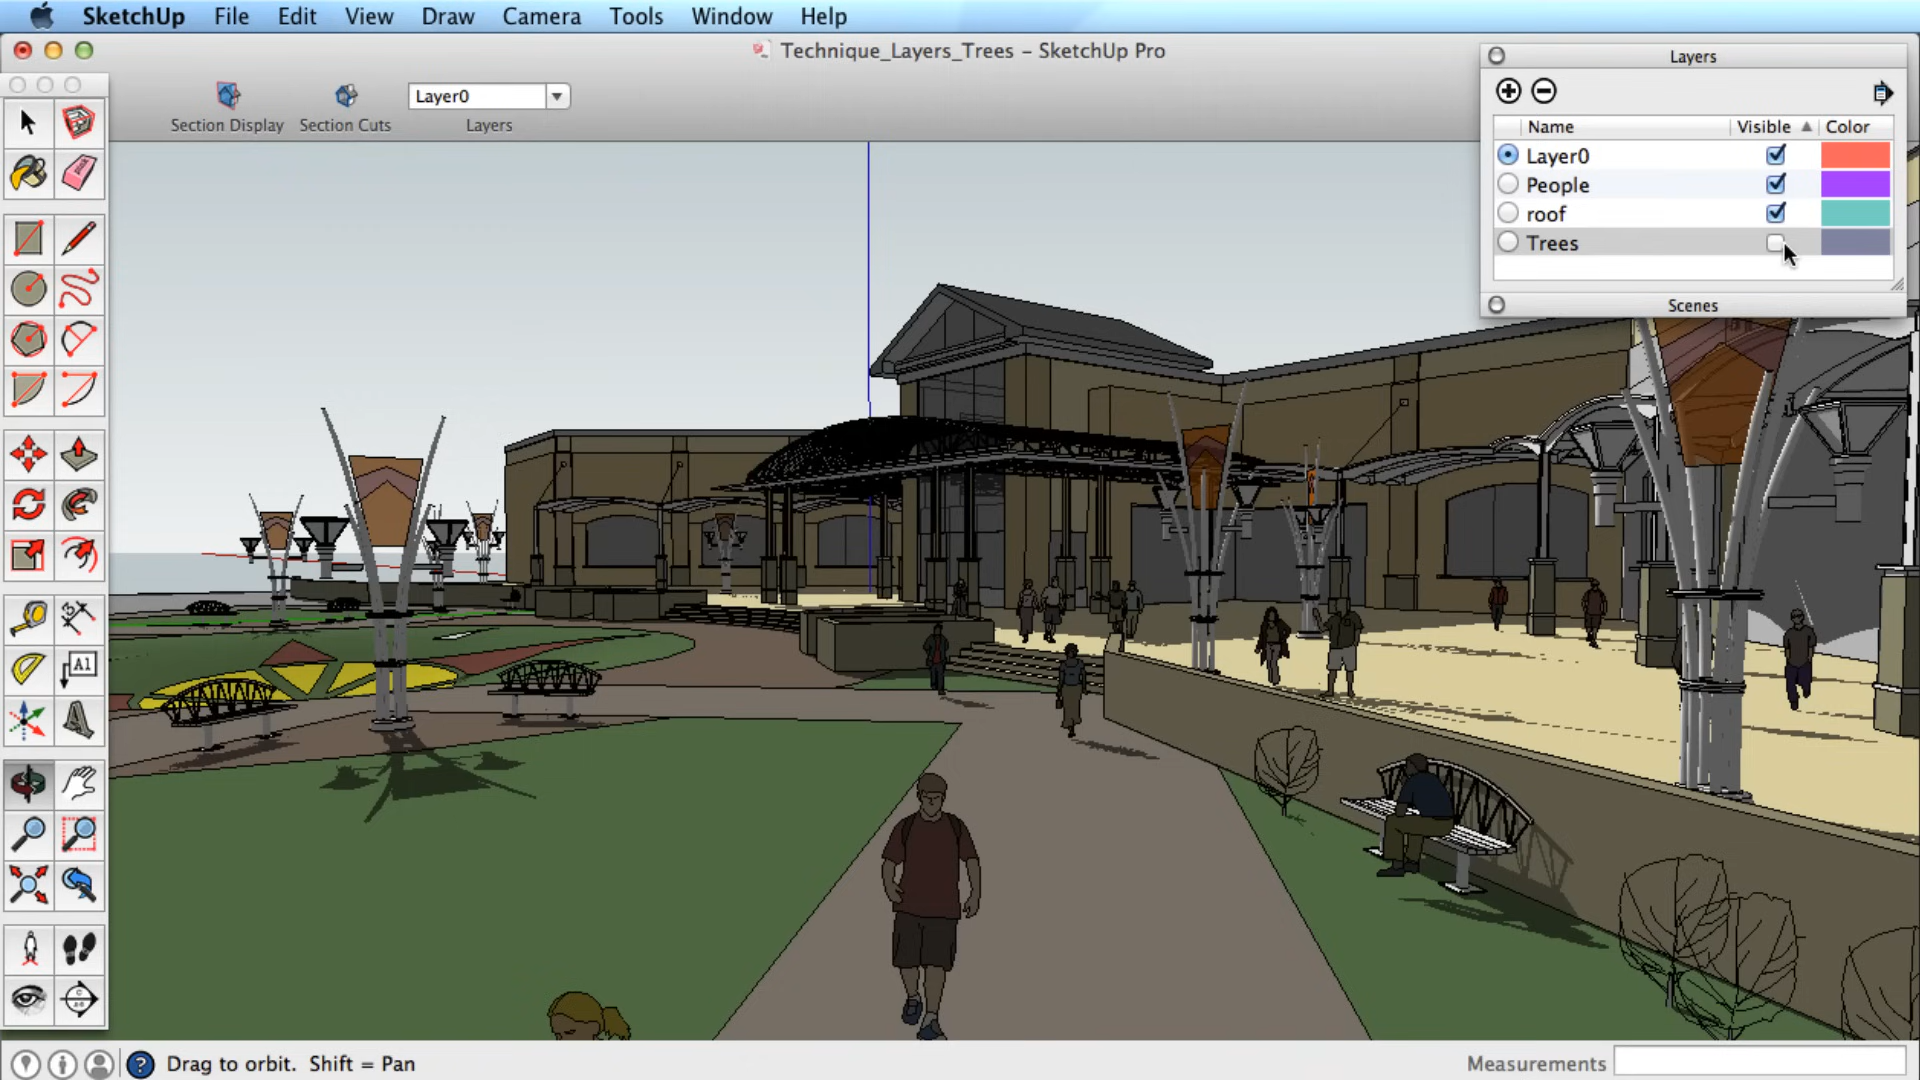 SketchUp File Edit View Draw Camera Tools Window Help
Technique_Layers_Trees - SketchUp Pro
Section Display
Section Cuts
Layer0
Layers
Layers
Name Visible Color
Layer0
People
roof
Trees
Scenes
A1
Drag to orbit. Shift = Pan
Measurements